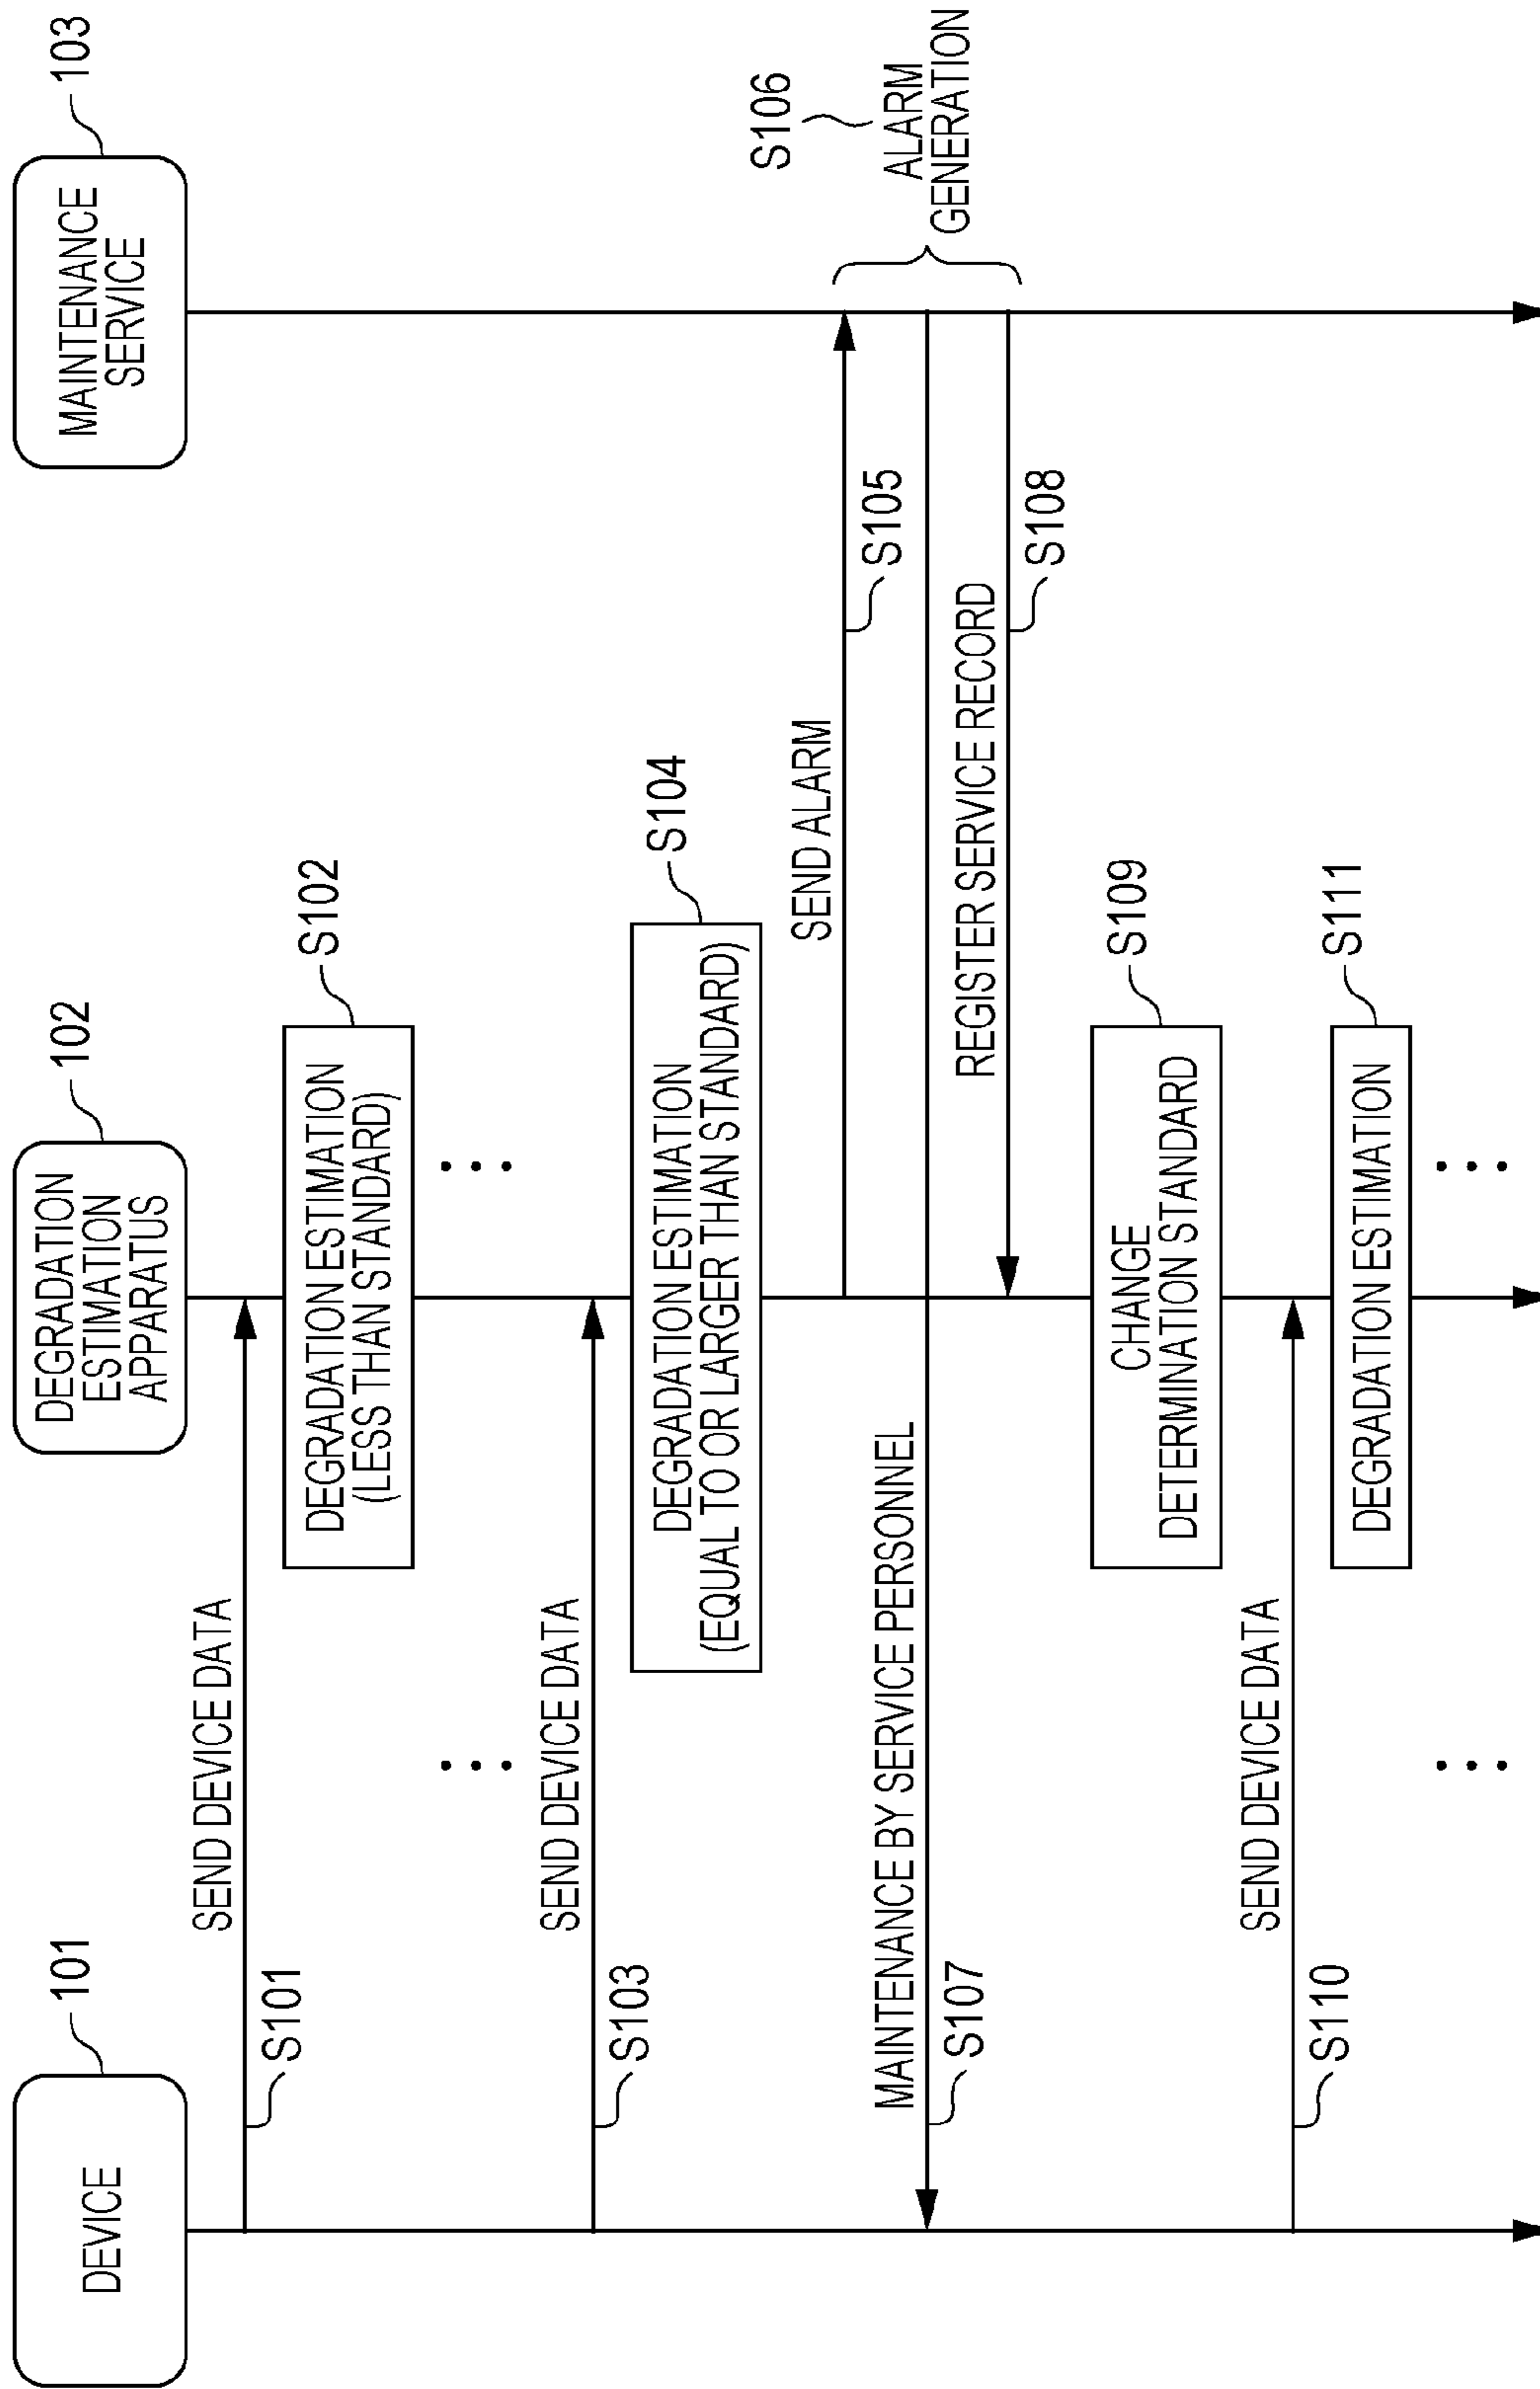 DEVICE
101
DEGRADATION
ESTIMATION
APPARATUS
102
MAINTENANCE
SERVICE
103
SEND DEVICE DATA
S101
DEGRADATION ESTIMATION
(LESS THAN STANDARD)
S102
SEND DEVICE DATA
S103
DEGRADATION ESTIMATION
(EQUAL TO OR LARGER THAN STANDARD)
S104
SEND ALARM
S105
S106
ALARM
GENERATION
MAINTENANCE BY SERVICE PERSONNEL
S107
REGISTER SERVICE RECORD
S108
CHANGE
DETERMINATION STANDARD
S109
SEND DEVICE DATA
S110
DEGRADATION ESTIMATION
S111